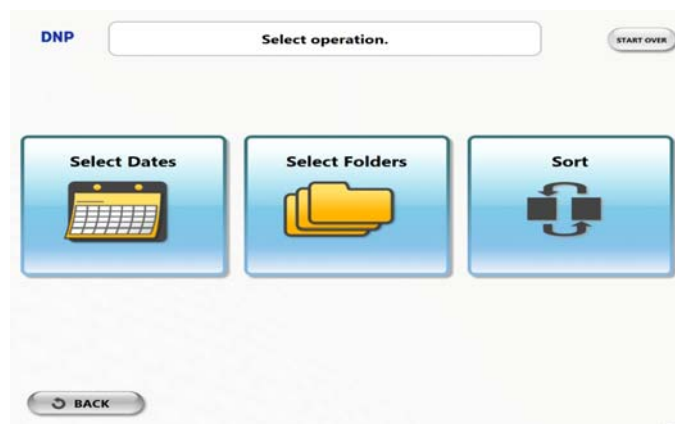 DNP
Select operation.
START OVER
Select Dates
Select Folders
Sort
BACK